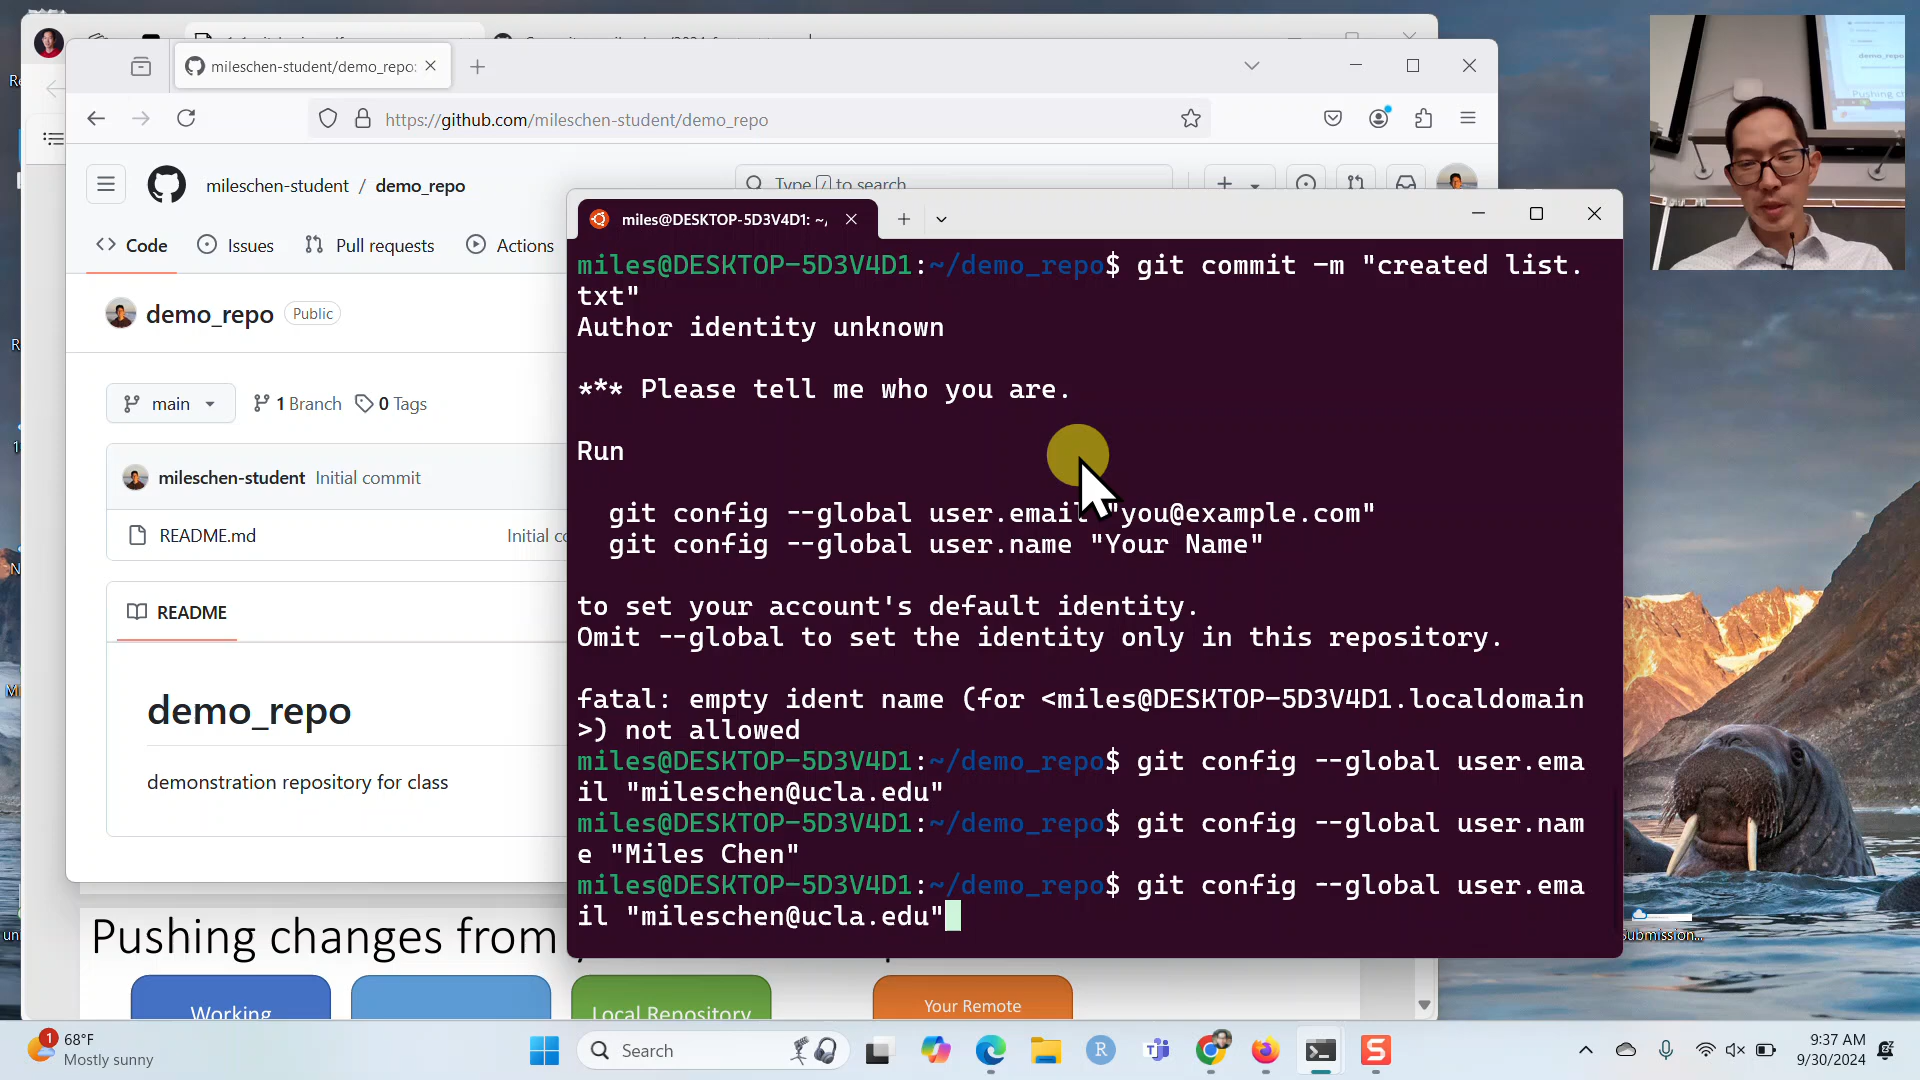 mileschen-student/demo_repo:
https://github.com/mileschen-student/demo_repo
mileschen-student / demo_repo
Type / to search
Code
Issues
Pull requests
Actions
demo_repo
Public
main
1 Branch
0 Tags
mileschen-student Initial commit
README.md
Initial co
README
demo_repo
demonstration repository for class
miles@DESKTOP-5D3V4D1: ~/
miles@DESKTOP-5D3V4D1:~/demo_repo$ git commit -m "created list.
txt"
Author identity unknown
*** Please tell me who you are.
Run
git config --global user.email "you@example.com"
git config --global user.name "Your Name"
to set your account's default identity.
Omit --global to set the identity only in this repository.
fatal: empty ident name (for <miles@DESKTOP-5D3V4D1.localdomain
>) not allowed
miles@DESKTOP-5D3V4D1:~/demo_repo$ git config --global user.ema
il "mileschen@ucla.edu"
miles@DESKTOP-5D3V4D1:~/demo_repo$ git config --global user.nam
e "Miles Chen"
miles@DESKTOP-5D3V4D1:~/demo_repo$ git config --global user.ema
il "mileschen@ucla.edu"
Pushing changes from
Working
Local Repository
Your Remote
Submission...
1
68°F
Mostly sunny
Search
9:37 AM
9/30/2024